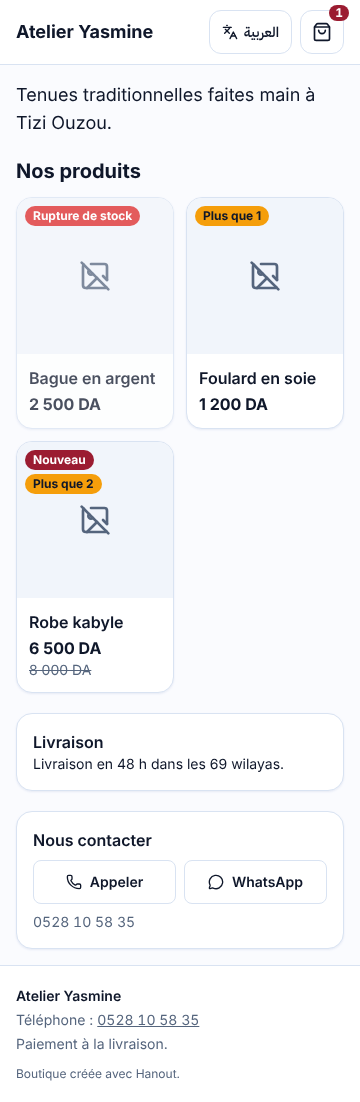 Atelier Yasmine
العربية
1
Tenues traditionnelles faites main à
Tizi Ouzou.
Nos produits
Rupture de stock
Bague en argent
2 500 DA
Plus que 1
Foulard en soie
1 200 DA
Nouveau
Plus que 2
Robe kabyle
6 500 DA
8 000 DA
Livraison
Livraison en 48 h dans les 69 wilayas.
Nous contacter
Appeler
WhatsApp
0528 10 58 35
Atelier Yasmine
Téléphone : 0528 10 58 35
Paiement à la livraison.
Boutique créée avec Hanout.